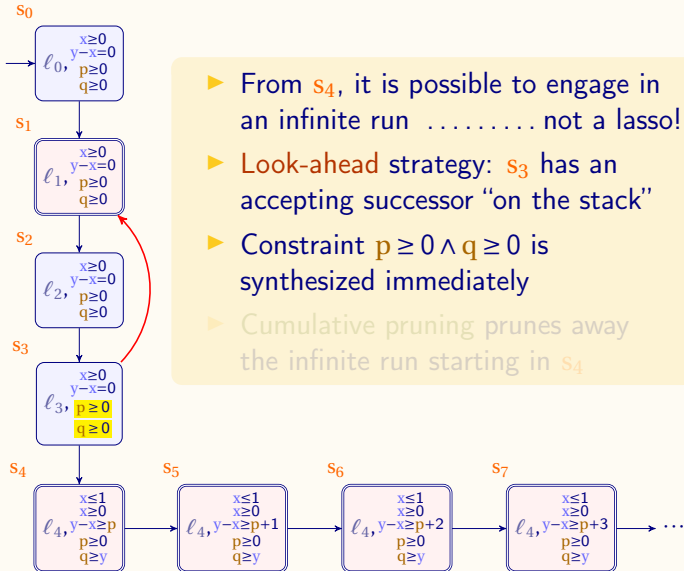 s₀
x≥0
y−x=0
ℓ₀, p≥0
q≥0
s₁
x≥0
y−x=0
ℓ₁, p≥0
q≥0
s₂
x≥0
y−x=0
ℓ₂, p≥0
q≥0
s₃
x≥0
y−x=0
ℓ₃, p≥0
q≥0
► From s₄, it is possible to engage in
an infinite run ......... not a lasso!
► Look-ahead strategy: s₃ has an
accepting successor “on the stack”
► Constraint p ≥ 0 ∧ q ≥ 0 is
synthesized immediately
► Cumulative pruning prunes away
the infinite run starting in s₄
s₄
x≤1
x≥0
ℓ₄, y−x≥p
p≥0
q≥y
s₅
x≤1
x≥0
ℓ₄, y−x≥p+1
p≥0
q≥y
s₆
x≤1
x≥0
ℓ₄, y−x≥p+2
p≥0
q≥y
s₇
x≤1
x≥0
ℓ₄, y−x≥p+3
p≥0
q≥y
...